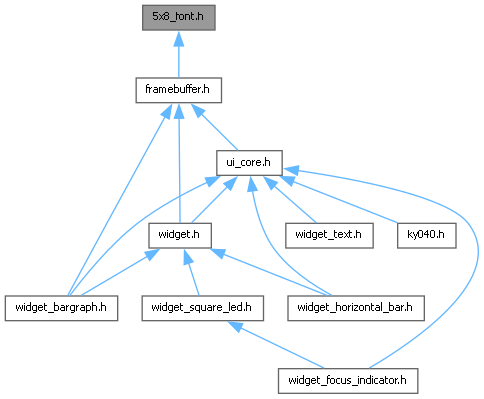 5x8_font.h
framebuffer.h
ui_core.h
widget.h
widget_text.h
ky040.h
widget_bargraph.h
widget_square_led.h
widget_horizontal_bar.h
widget_focus_indicator.h